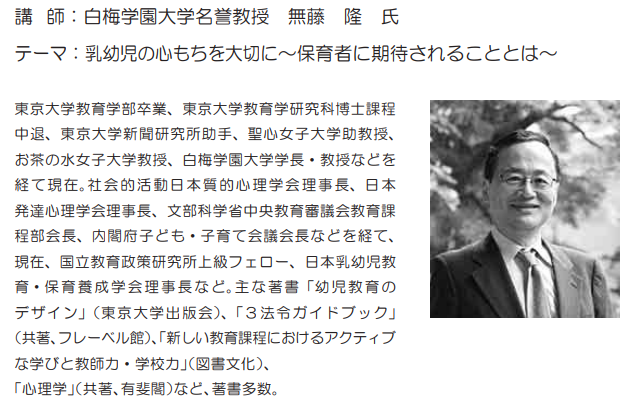 講　師：白梅学園大学名誉教授　無藤　隆　氏
テーマ：乳幼児の心もちを大切に～保育者に期待されることとは～
東京大学教育学部卒業、東京大学教育学研究科博士課程
中退、東京大学新聞研究所助手、聖心女子大学助教授、
お茶の水女子大学教授、白梅学園大学学長・教授などを
経て現在。社会的活動日本質的心理学会理事長、日本
発達心理学会理事長、文部科学省中央教育審議会教育課
程部会長、内閣府子ども・子育て会議会長などを経て、
現在、国立教育政策研究所上級フェロー、日本乳幼児教
育・保育養成学会理事長など。主な著書「幼児教育の
デザイン」（東京大学出版会）、「３法令ガイドブック」
（共著、フレーベル館）、「新しい教育課程におけるアクティブ
な学びと教師力・学校力」（図書文化）、
「心理学」（共著、有斐閣）など、著書多数。